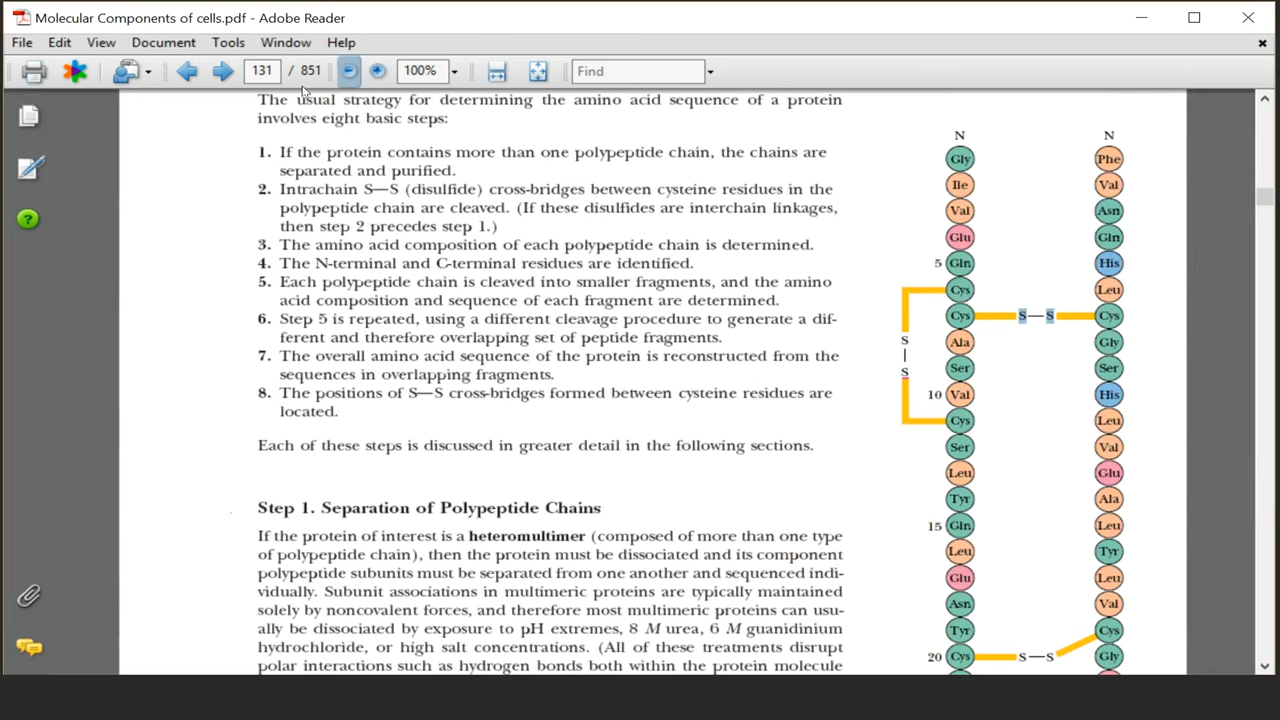 Molecular Components of cells.pdf - Adobe Reader
File Edit View Document Tools Window Help
131 / 851 100% Find
The usual strategy for determining the amino acid sequence of a protein
involves eight basic steps:
1. If the protein contains more than one polypeptide chain, the chains are
separated and purified.
2. Intrachain S—S (disulfide) cross-bridges between cysteine residues in the
polypeptide chain are cleaved. (If these disulfides are interchain linkages,
then step 2 precedes step 1.)
3. The amino acid composition of each polypeptide chain is determined.
4. The N-terminal and C-terminal residues are identified.
5. Each polypeptide chain is cleaved into smaller fragments, and the amino
acid composition and sequence of each fragment are determined.
6. Step 5 is repeated, using a different cleavage procedure to generate a dif-
ferent and therefore overlapping set of peptide fragments.
7. The overall amino acid sequence of the protein is reconstructed from the
sequences in overlapping fragments.
8. The positions of S—S cross-bridges formed between cysteine residues are
located.
Each of these steps is discussed in greater detail in the following sections.
Step 1. Separation of Polypeptide Chains
If the protein of interest is a heteromultimer (composed of more than one type
of polypeptide chain), then the protein must be dissociated and its component
polypeptide subunits must be separated from one another and sequenced indi-
vidually. Subunit associations in multimeric proteins are typically maintained
solely by noncovalent forces, and therefore most multimeric proteins can usu-
ally be dissociated by exposure to pH extremes, 8 M urea, 6 M guanidinium
hydrochloride, or high salt concentrations. (All of these treatments disrupt
polar interactions such as hydrogen bonds both within the protein molecule
N N
Gly Phe
Ile Val
Val Asn
Glu Gln
5 Gln His
Cys Leu
Cys S—S Cys
S
Ala Gly
S
Ser Ser
10 Val His
Cys Leu
Ser Val
Leu Glu
Tyr Ala
15 Gln Leu
Leu Tyr
Glu Leu
Asn Val
Tyr Cys
20 Cys S—S Gly